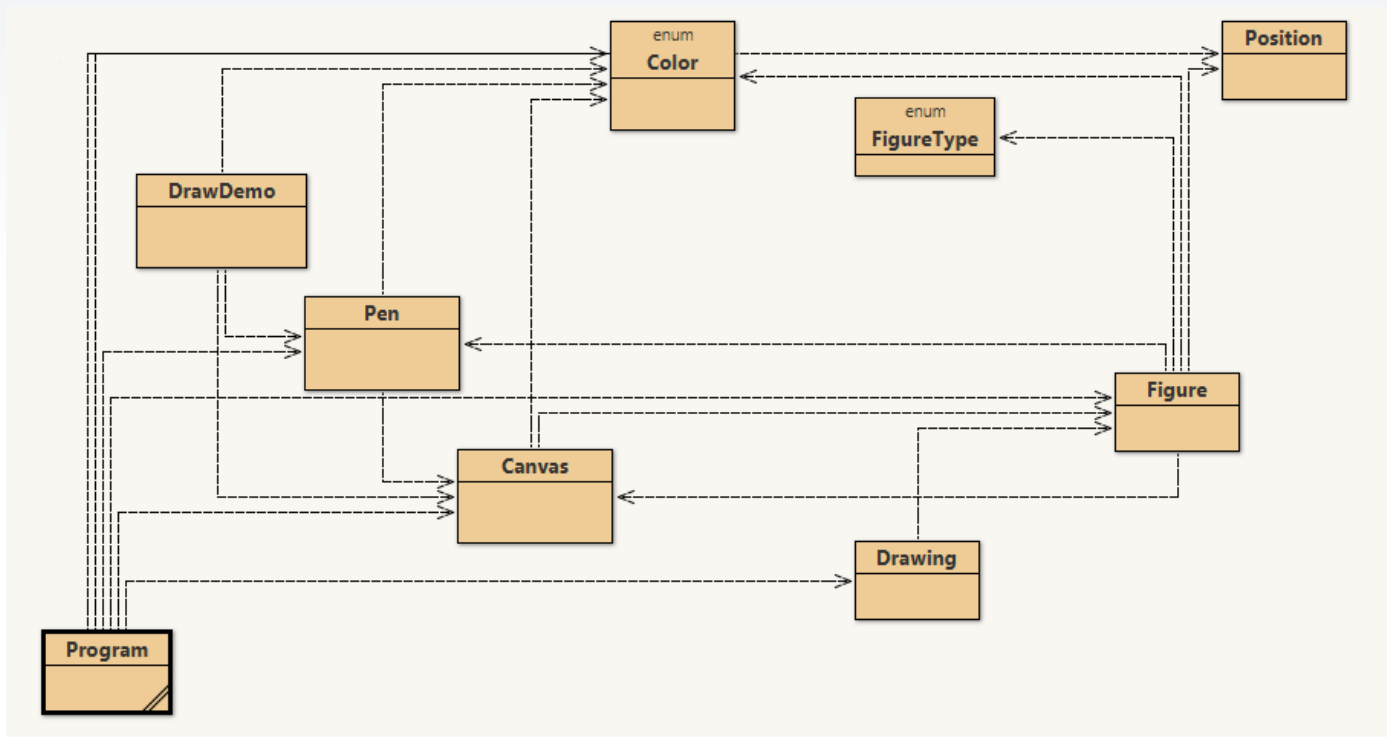 enum
Color
Position
enum
FigureType
DrawDemo
Pen
Figure
Canvas
Drawing
Program